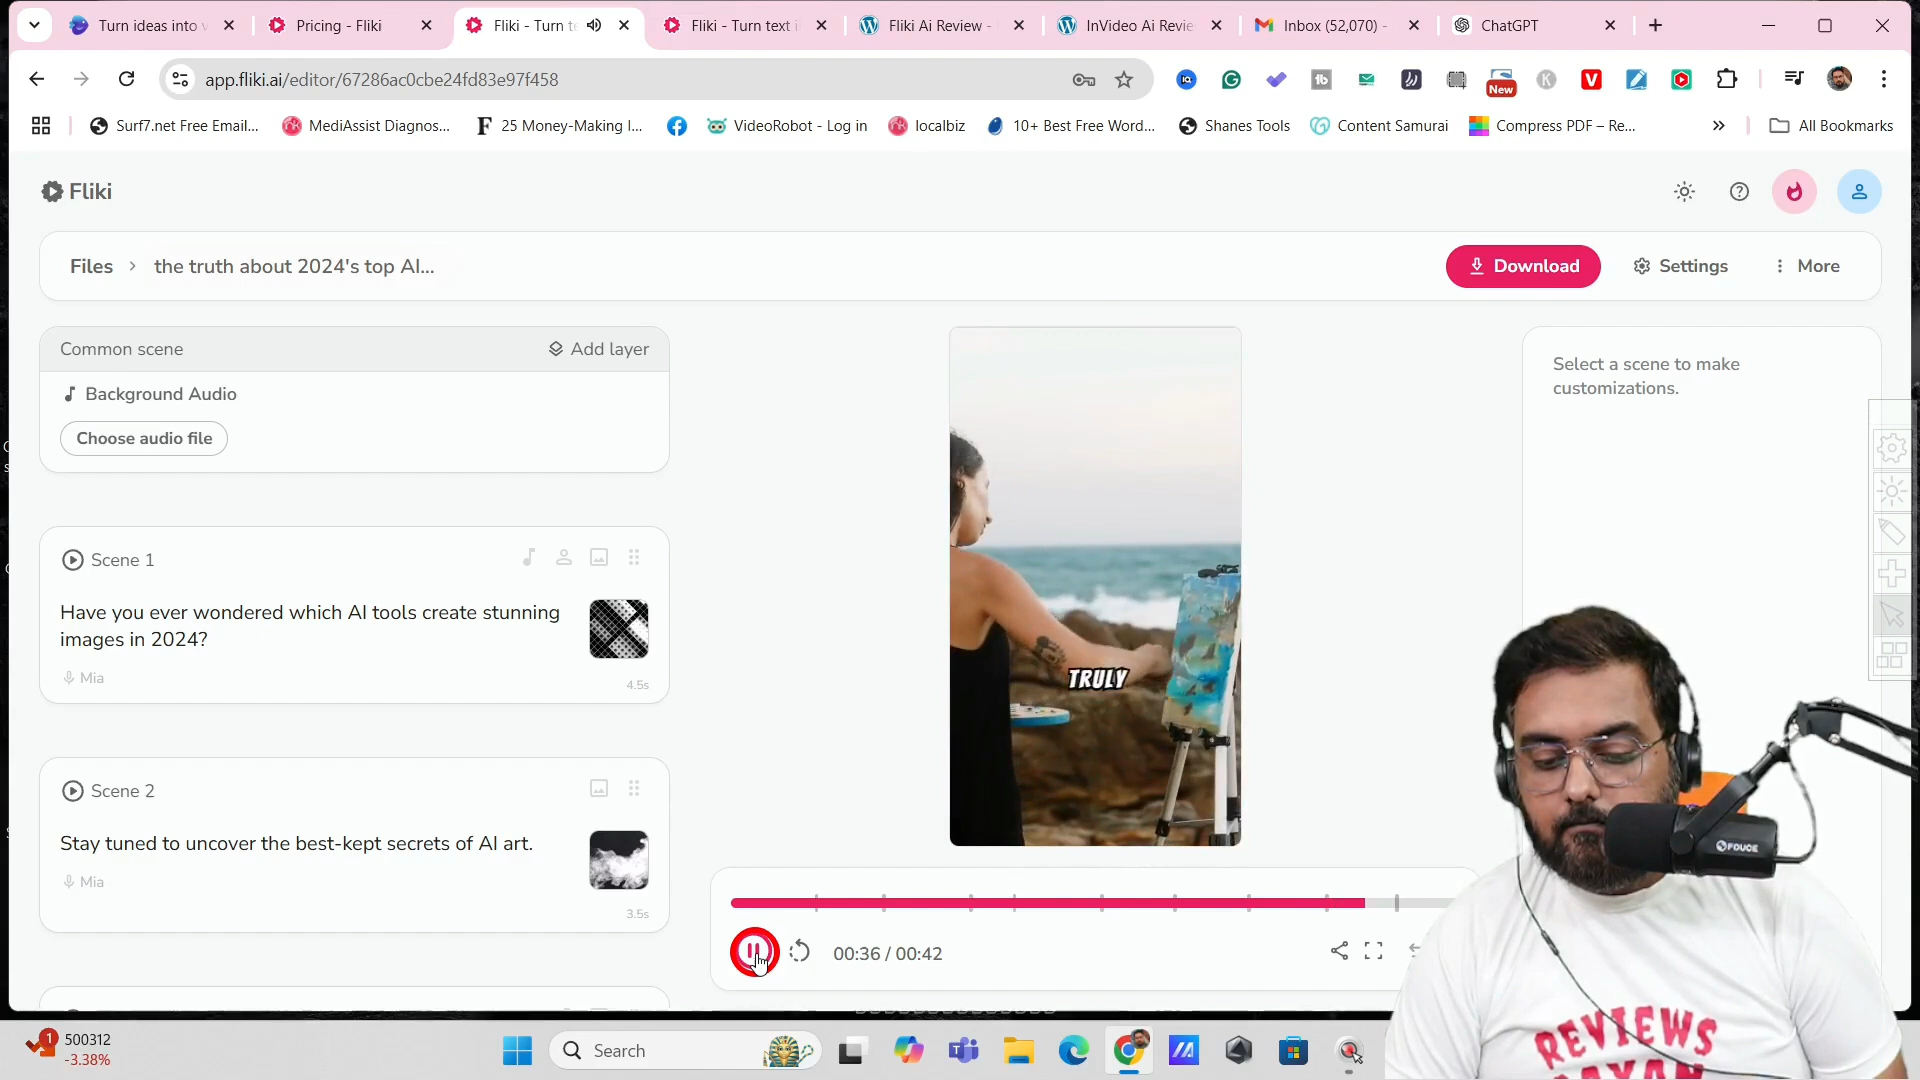 Turn ideas into v
Pricing - Fliki
Fliki - Turn te
Fliki - Turn text i
Fliki Ai Review -
InVideo Ai Revie
Inbox (52,070) -
ChatGPT
app.fliki.ai/editor/67286ac0cbe24fd83e97f458
New
Surf7.net Free Email...
MediAssist Diagnos...
25 Money-Making I...
VideoRobot - Log in
localbiz
10+ Best Free Word...
Shanes Tools
Content Samurai
Compress PDF – Re...
All Bookmarks
Fliki
Files > the truth about 2024's top AI...
Download
Settings
More
Common scene
Add layer
Background Audio
Choose audio file
Scene 1
Have you ever wondered which AI tools create stunning
images in 2024?
Mia
4.5s
Scene 2
Stay tuned to uncover the best-kept secrets of AI art.
Mia
3.5s
TRULY
00:36 / 00:42
Select a scene to make
customizations.
FDUCE
REVIEWS
1
500312
-3.38%
Search